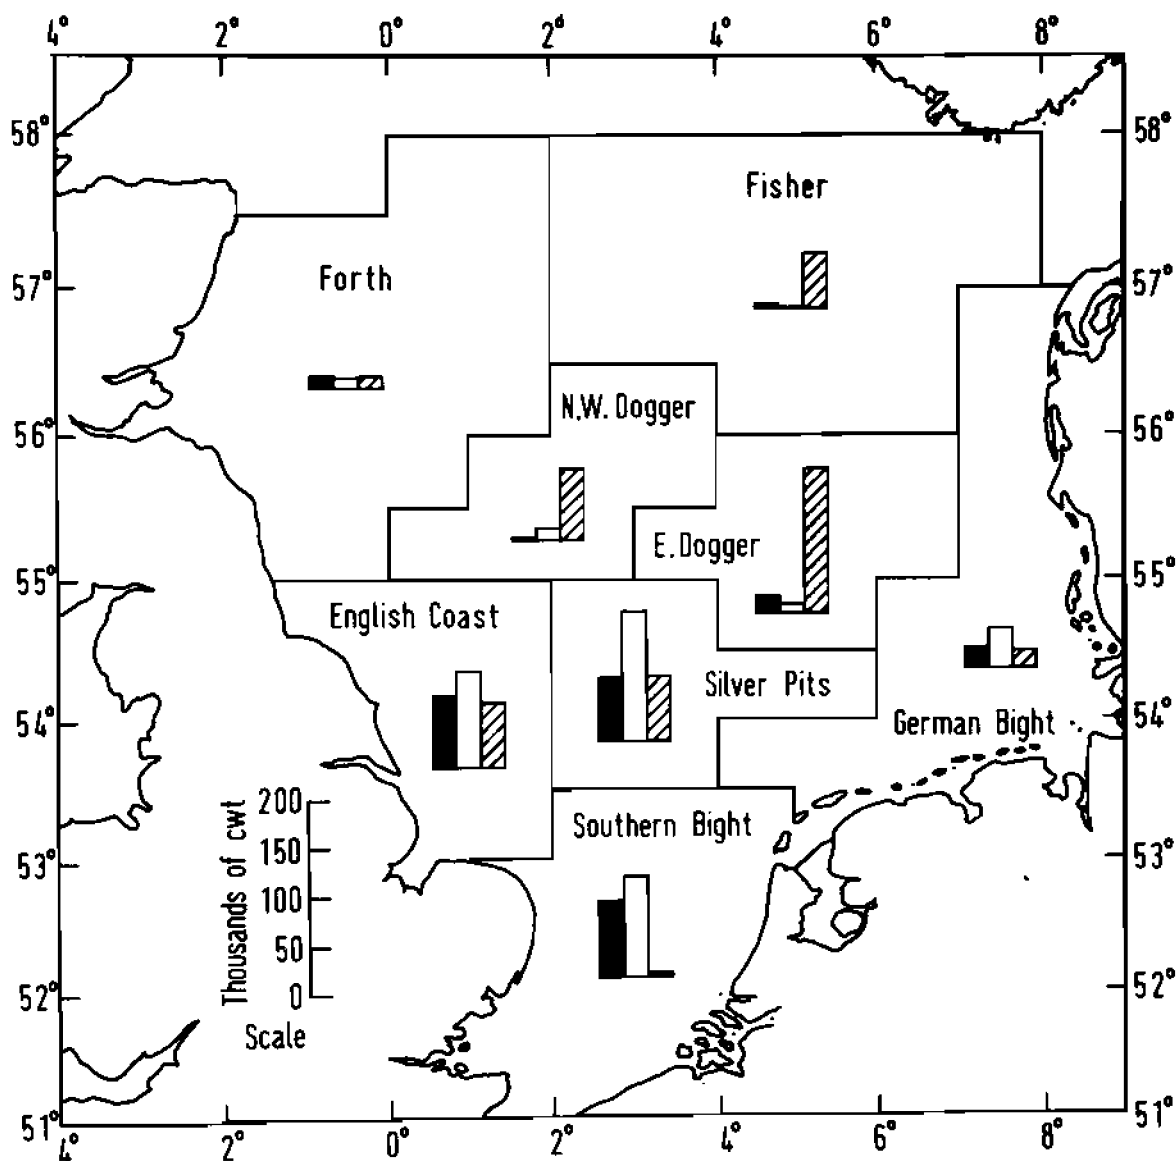 4° 2° 0° 2° 4° 6° 8°
58° 58°
Fisher
Forth
57° 57°
N.W. Dogger
56° 56°
E. Dogger
55° 55°
English Coast
Silver Pits
54° 54°
German Bight
200
Southern Bight
150
53° 53°
100
50
0
Thousands of cwt
52° 52°
Scale
51° 51°
4° 2° 0° 2° 4° 6° 8°